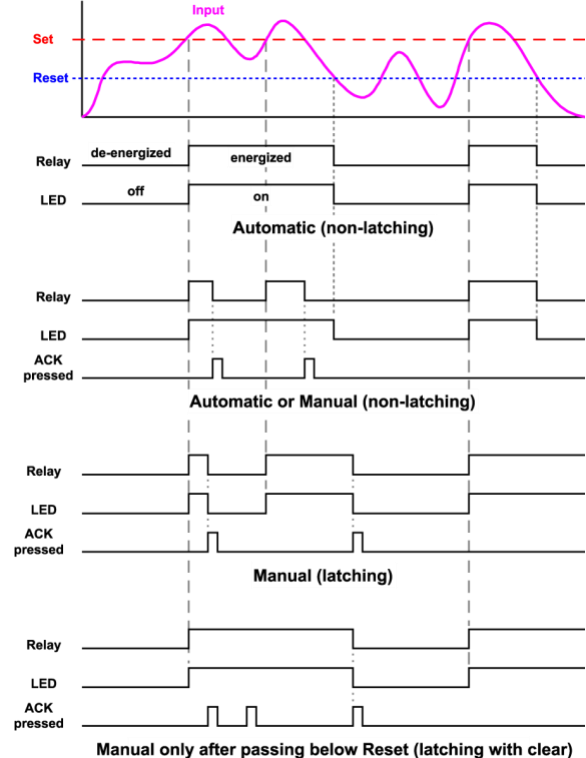 Input
Set
Reset
de-energized
energized
Relay
off
on
LED
Automatic (non-latching)
Relay
LED
ACK
pressed
Automatic or Manual (non-latching)
Relay
LED
ACK
pressed
Manual (latching)
Relay
LED
ACK
pressed
Manual only after passing below Reset (latching with clear)